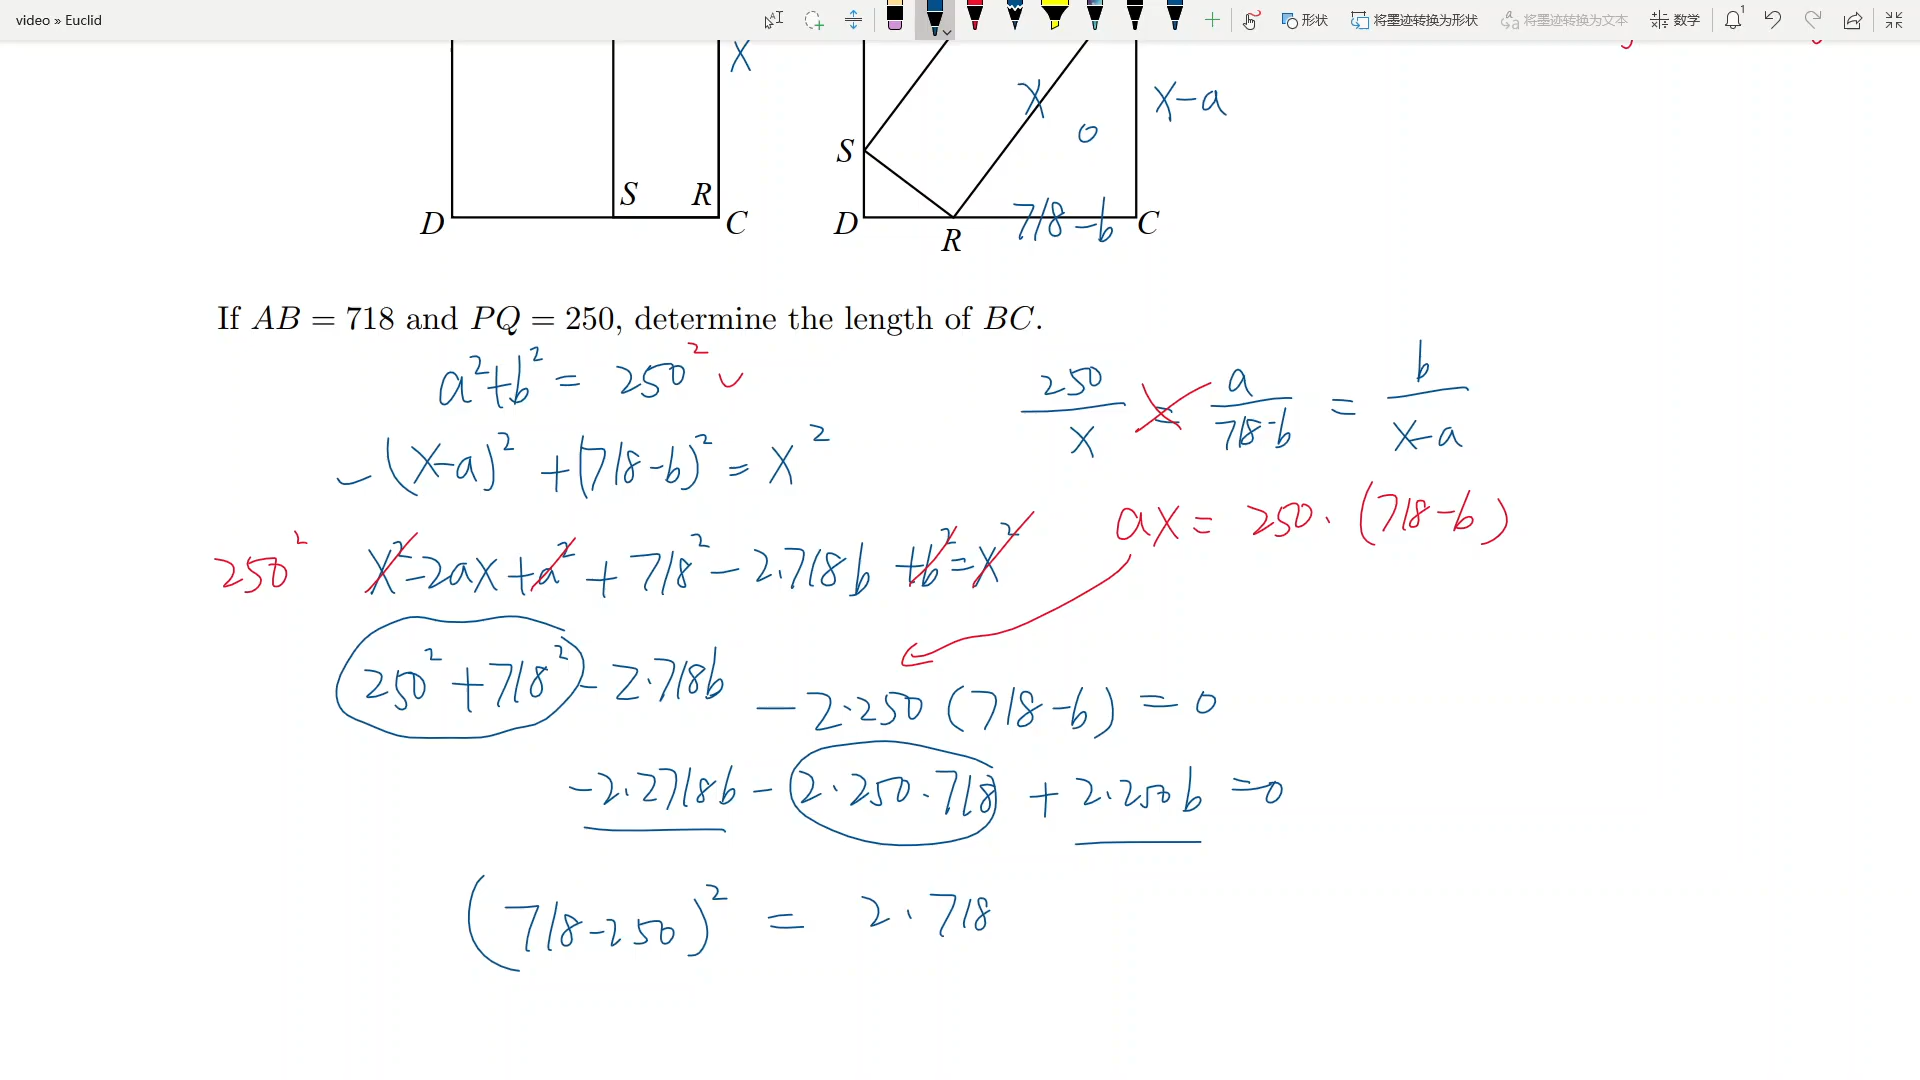 video » Euclid
形状 将墨迹转换为形状 将墨迹转换为文本 数学
x
x
x-a
S
0
S R
D C
D 718-b C
R
If AB = 718 and PQ = 250, determine the length of BC.
a²+b² = 250²
250/x = a/718-b = b/x-a
(x-a)² + (718-b)² = x²
ax = 250·(718-b)
250² x²-2ax+a² + 718² - 2·718b + b² = x²
250² + 718² - 2·718b - 2·250 (718-b) = 0
-2·2718b - 2·250·718 + 2·250b = 0
(718-250)² = 2·718